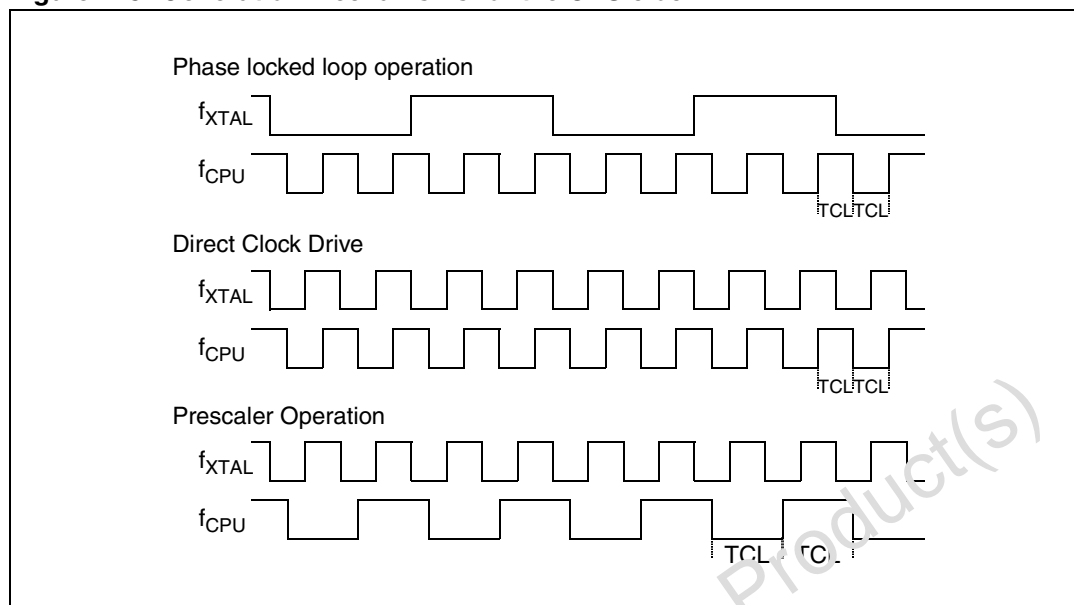 Phase locked loop operation
fXTAL
fCPU
TCL TCL
Direct Clock Drive
fXTAL
fCPU
TCL TCL
Prescaler Operation
fXTAL
fCPU
TCL TCL
Product(s)